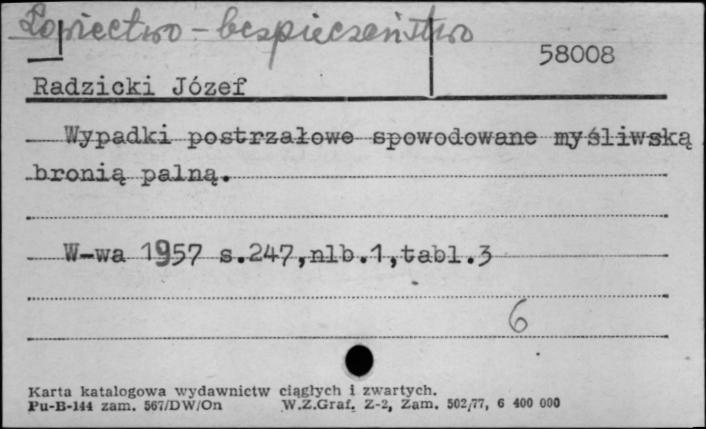 Łowiectwo - bezpieczeństwo
58008
Radzicki Józef
Wypadki postrzałowe spowodowane myśliwską
bronią palną.
W-wa 1957 s.247,nlb.1,tabl.3
6
Karta katalogowa wydawnictw ciągłych i zwartych.
Pu-B-144 zam. 567/DW/On W.Z.Graf. Z-2, Zam. 502/77, 6 400 000